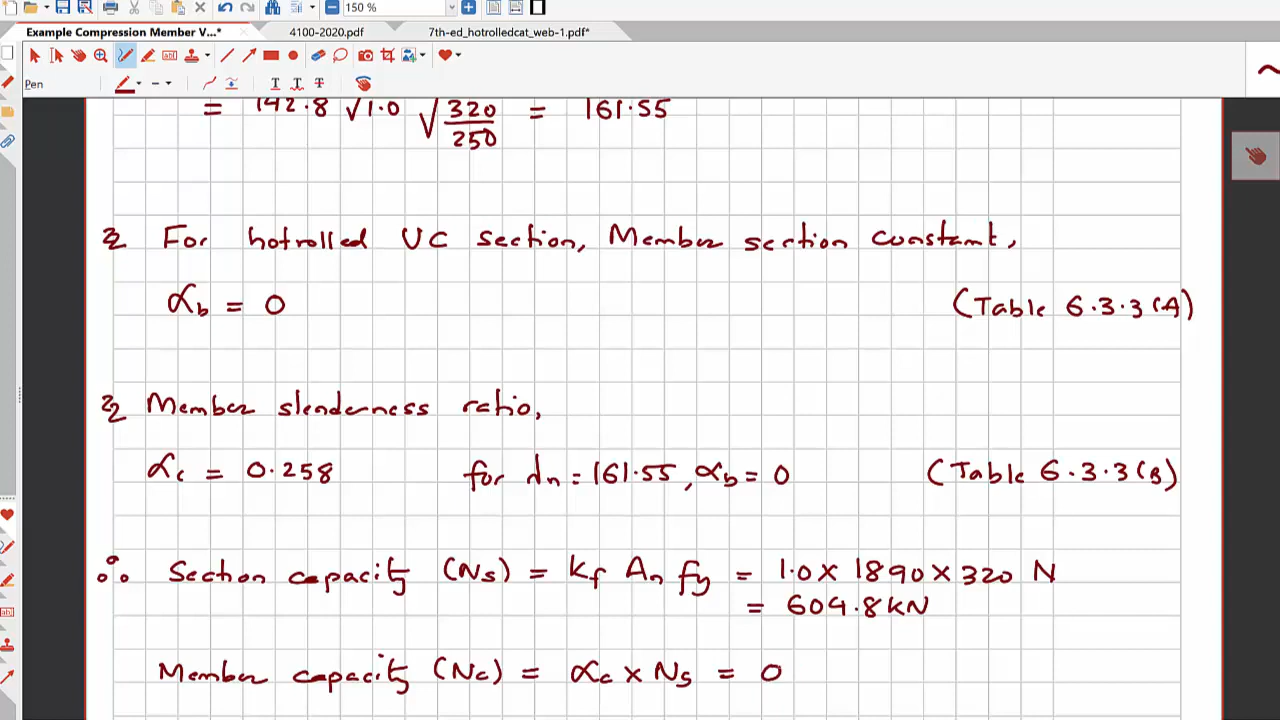 150 %
Example Compression Member V...*
4100-2020.pdf
7th-ed_hotrolledcat_web-1.pdf*
Pen
= 142.8 √1.0 √320/250 = 161.55
For hotrolled UC section, Member section constant,
αb = 0 (Table 6.3.3(A)
Member slenderness ratio,
αc = 0.258 for λn = 161.55, αb = 0 (Table 6.3.3(B)
∴ Section capacity (Ns) = kf An fy = 1.0 × 1890 × 320 N
= 604.8 kN
Member capacity (Nc) = αc × Ns = 0